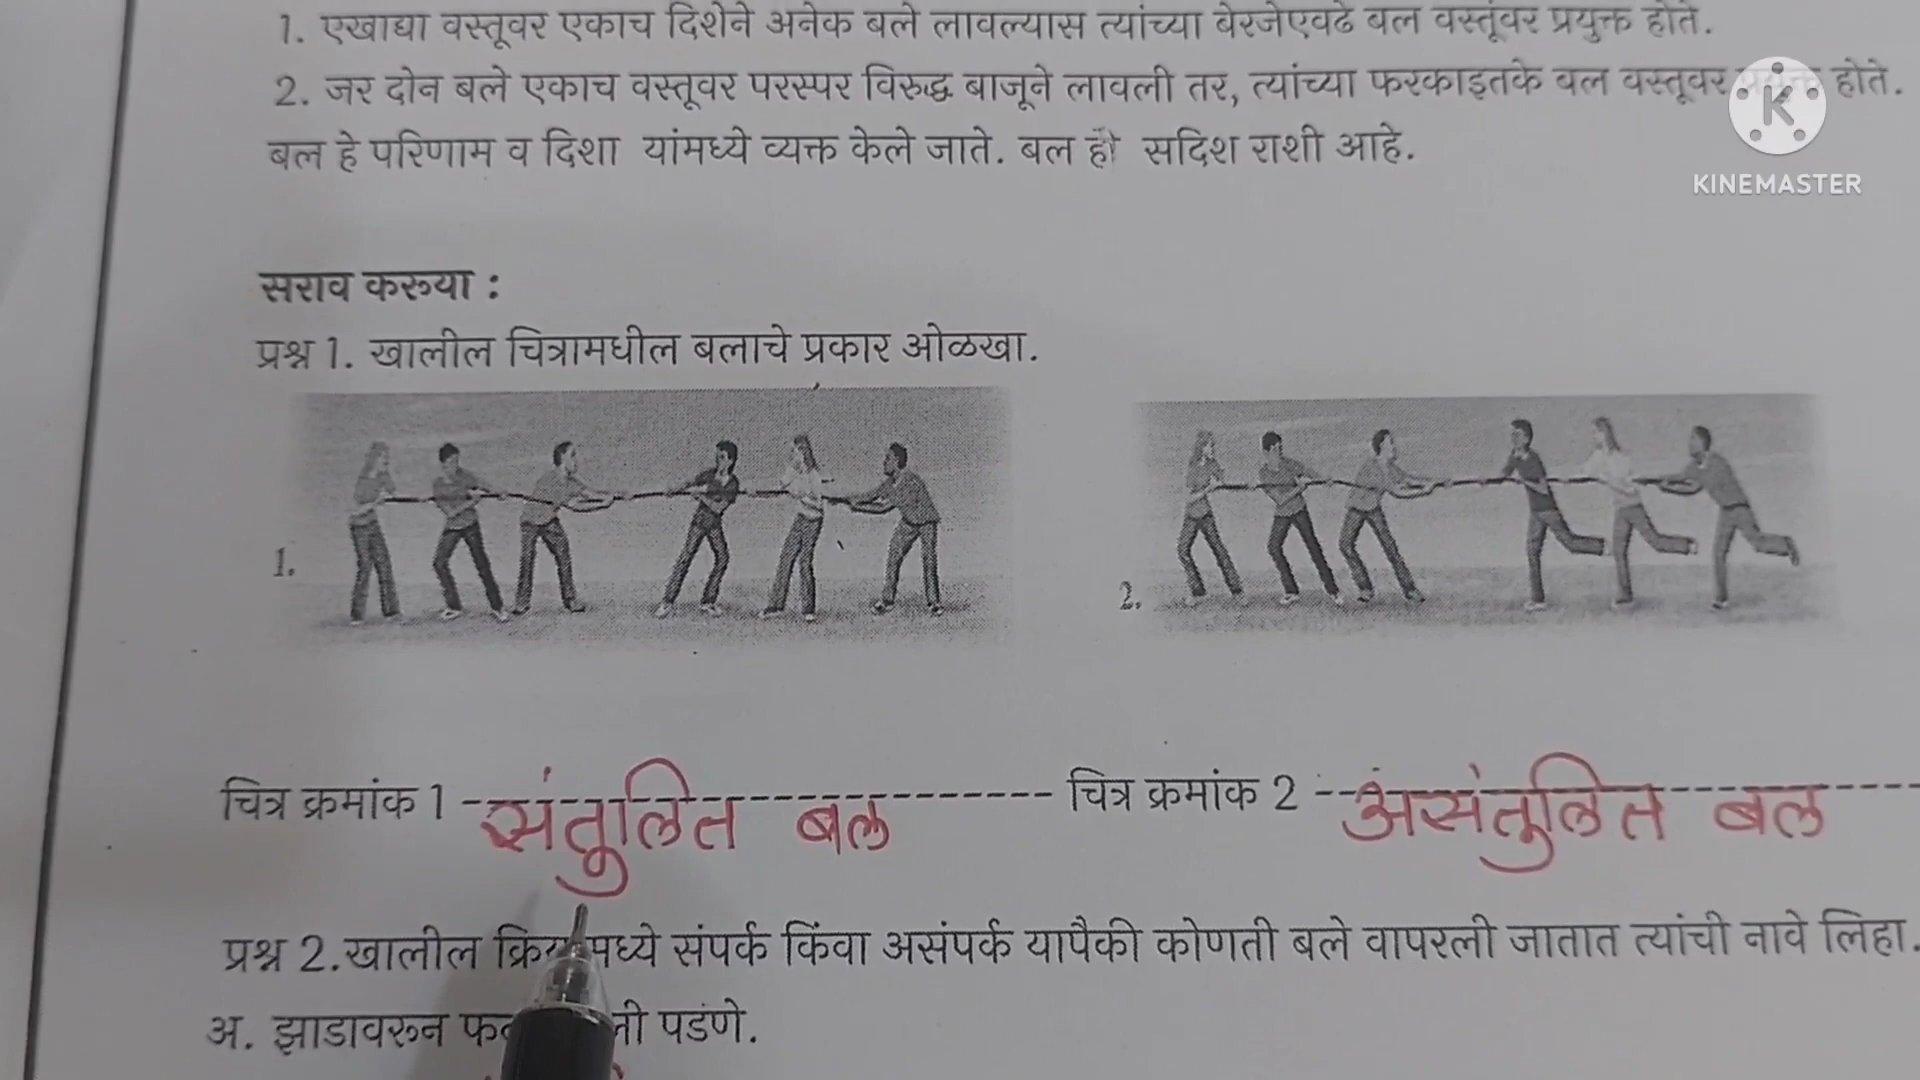 1. एखाद्या वस्तूवर एकाच दिशेने अनेक बले लावल्यास त्यांच्या बेरजेएवढे बल वस्तूंवर प्रयुक्त होते.
2. जर दोन बले एकाच वस्तूवर परस्पर विरुद्ध बाजूने लावली तर, त्यांच्या फरकाइतके बल वस्तूवर होते.
बल हे परिणाम व दिशा यांमध्ये व्यक्त केले जाते. बल ही सदिश राशी आहे.
KINEMASTER
सराव करूया :
प्रश्न 1. खालील चित्रामधील बलाचे प्रकार ओळखा.
1.
2.
चित्र क्रमांक 1 संतुलित बल चित्र क्रमांक 2 असंतुलित बल
प्रश्न 2. खालील संपर्क किंवा असंपर्क यापैकी कोणती बले वापरली जातात त्यांची नावे लिहा.
अ. झाडावरून पडंणे.